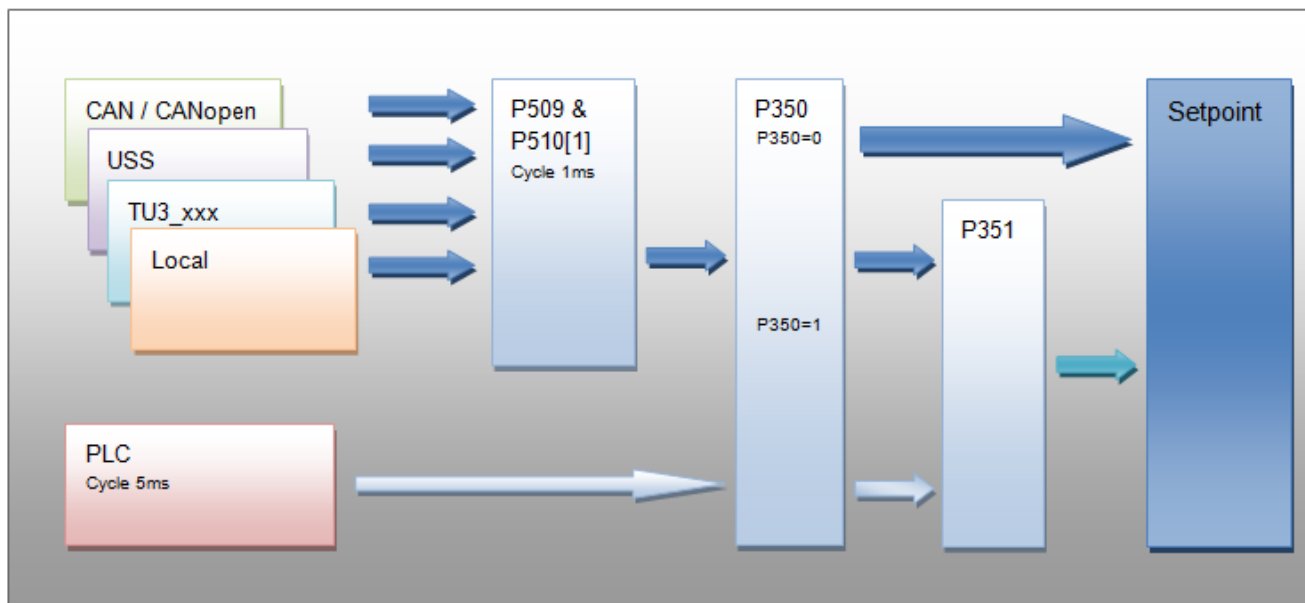 CAN / CANopen
USS
TU3_xxx
Local
P509 &
P510[1]
Cycle 1ms
P350
P350=0
P350=1
P351
Setpoint
PLC
Cycle 5ms